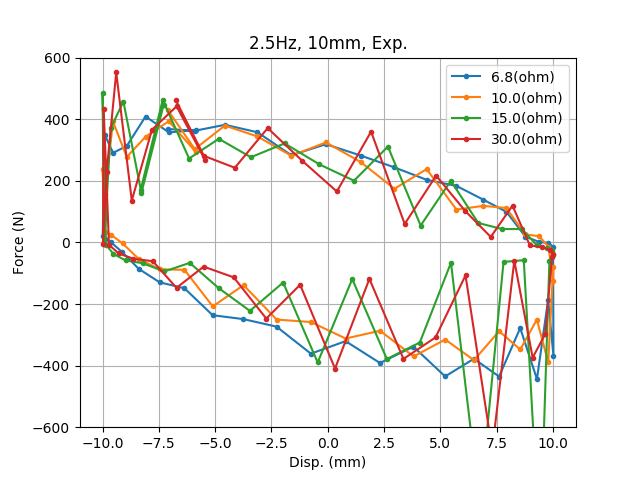 2.5Hz, 10mm, Exp.
6.8(ohm)
10.0(ohm)
15.0(ohm)
30.0(ohm)
Force (N)
600
400
200
0
−200
−400
−600
−10.0 −7.5 −5.0 −2.5 0.0 2.5 5.0 7.5 10.0
Disp. (mm)